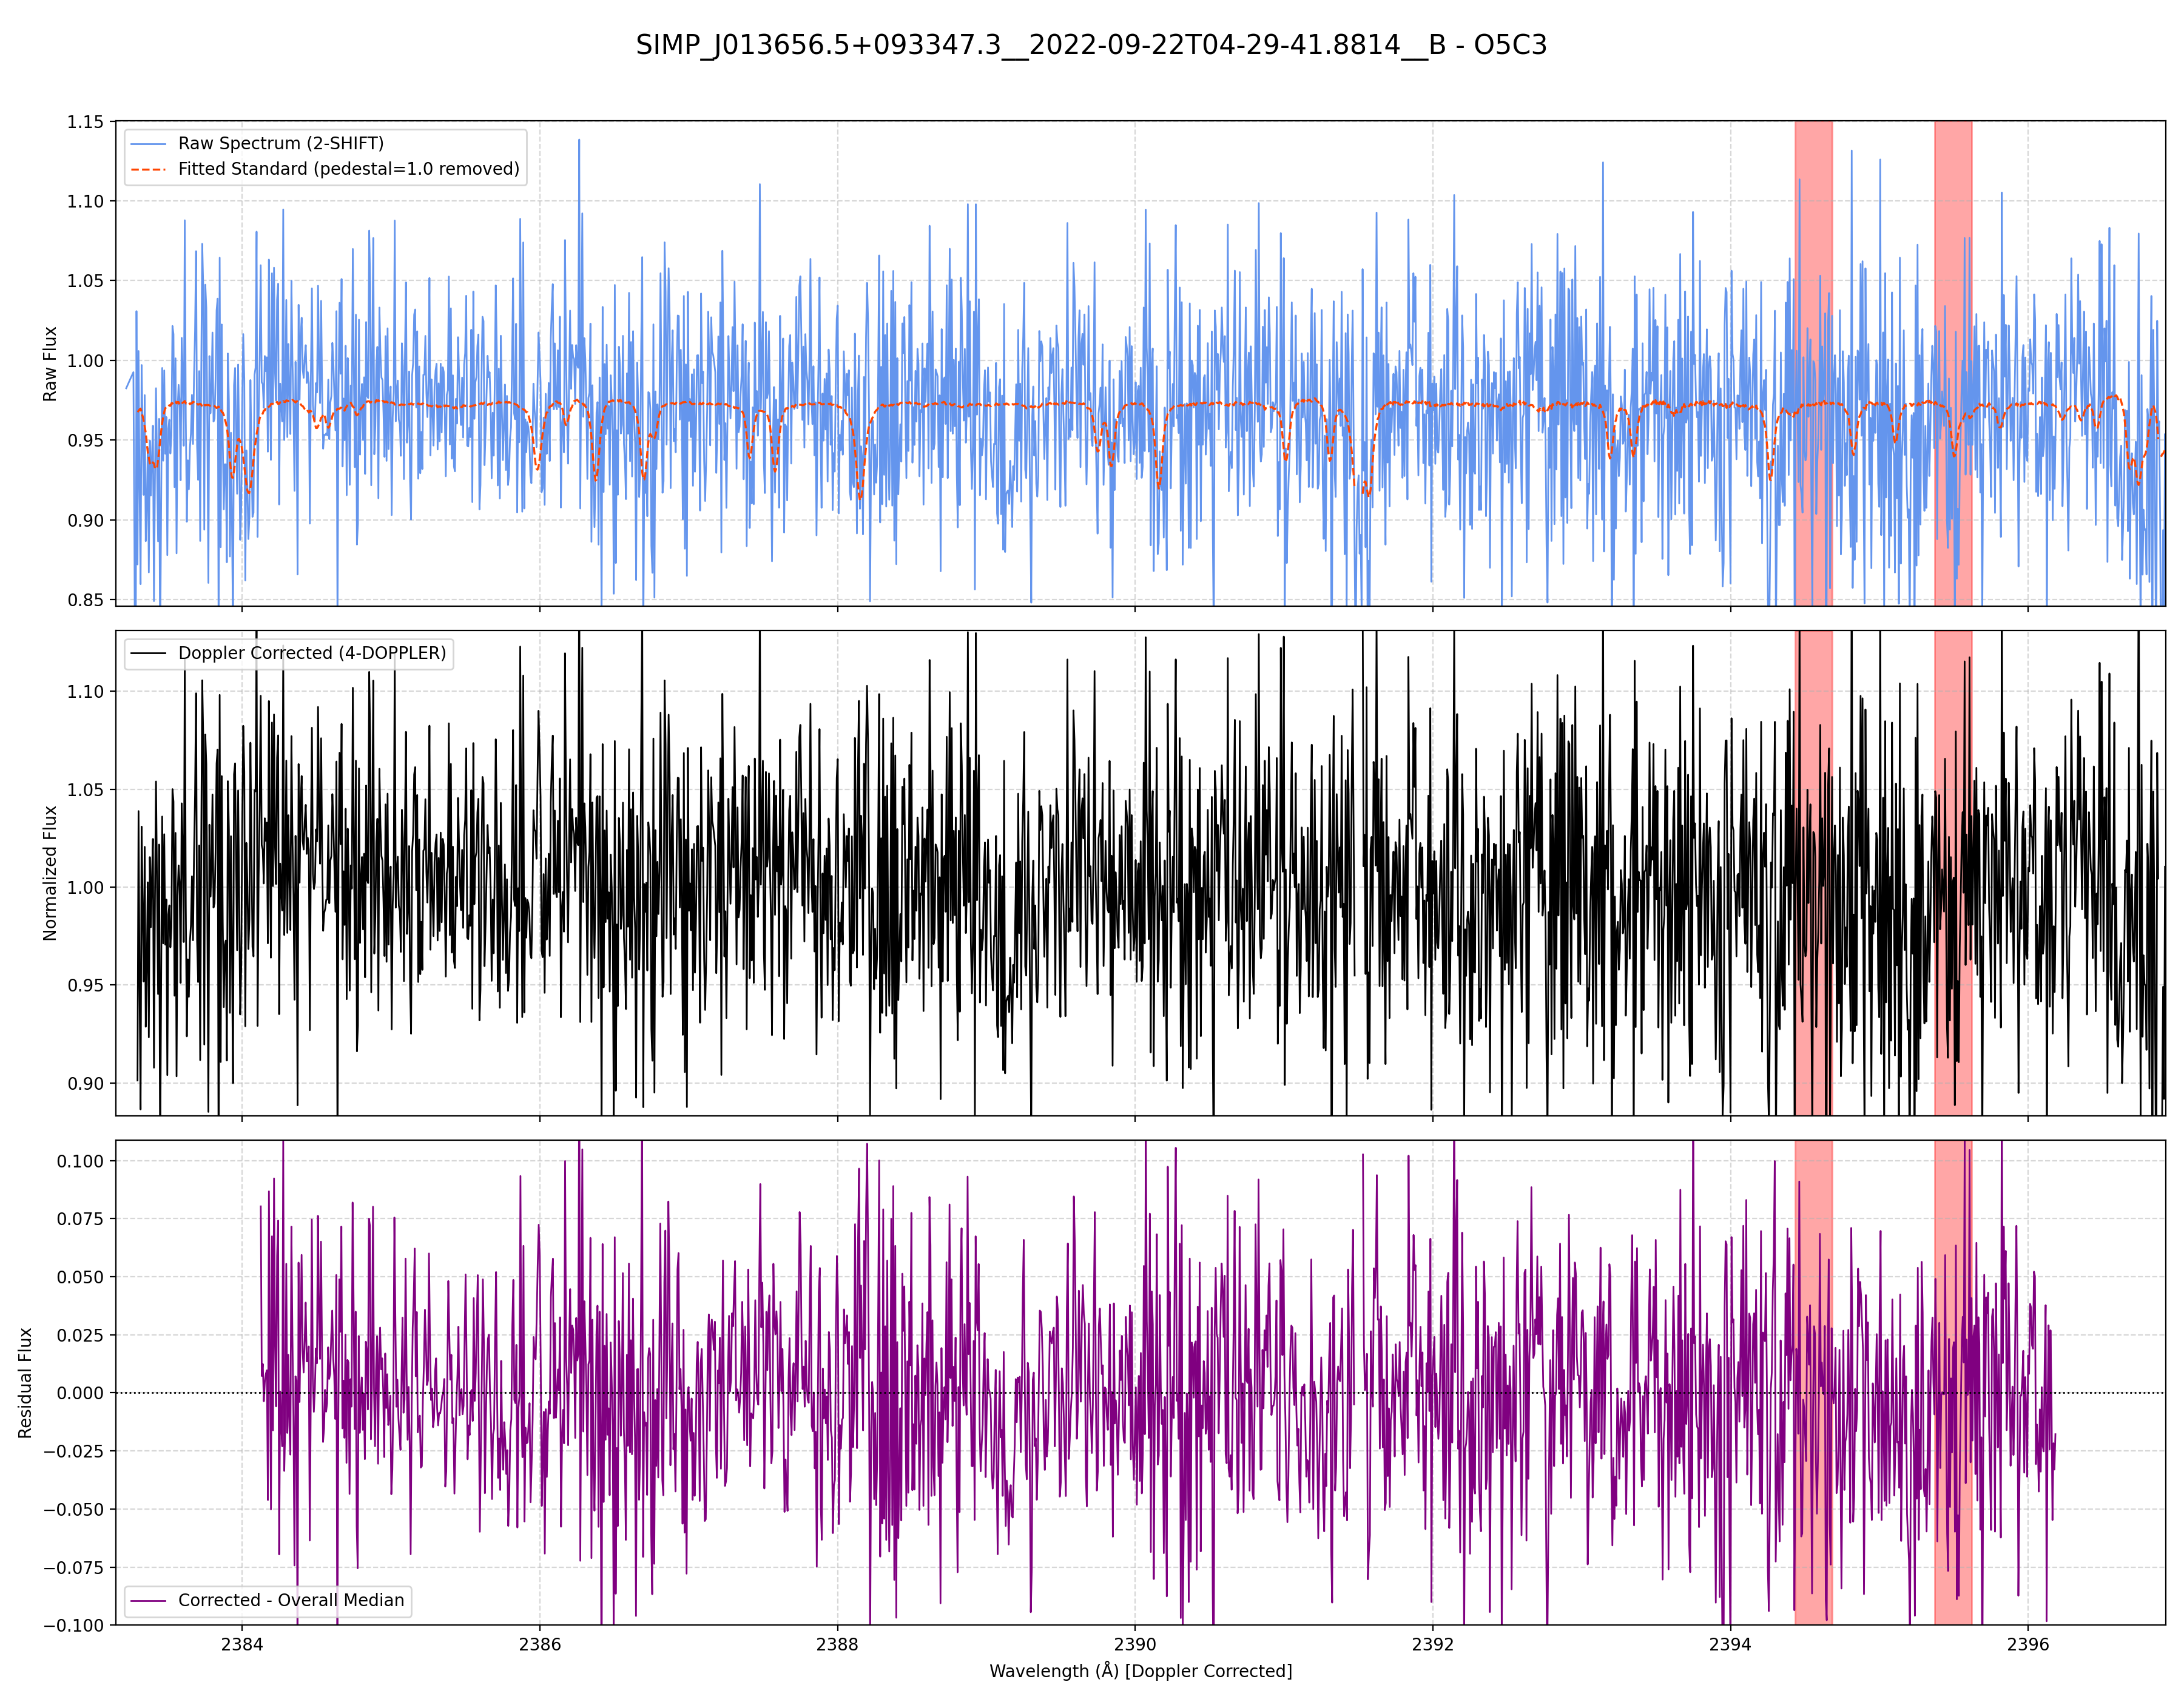 SIMP_J013656.5+093347.3__2022-09-22T04-29-41.8814__B - O5C3
1.15
1.10
1.05
1.00
0.95
0.90
0.85
Raw Flux
Raw Spectrum (2-SHIFT)
Fitted Standard (pedestal=1.0 removed)
1.10
1.05
1.00
0.95
0.90
Normalized Flux
Doppler Corrected (4-DOPPLER)
0.100
0.075
0.050
0.025
0.000
−0.025
−0.050
−0.075
−0.100
Residual Flux
Corrected - Overall Median
2384 2386 2388 2390 2392 2394 2396
Wavelength (Å) [Doppler Corrected]